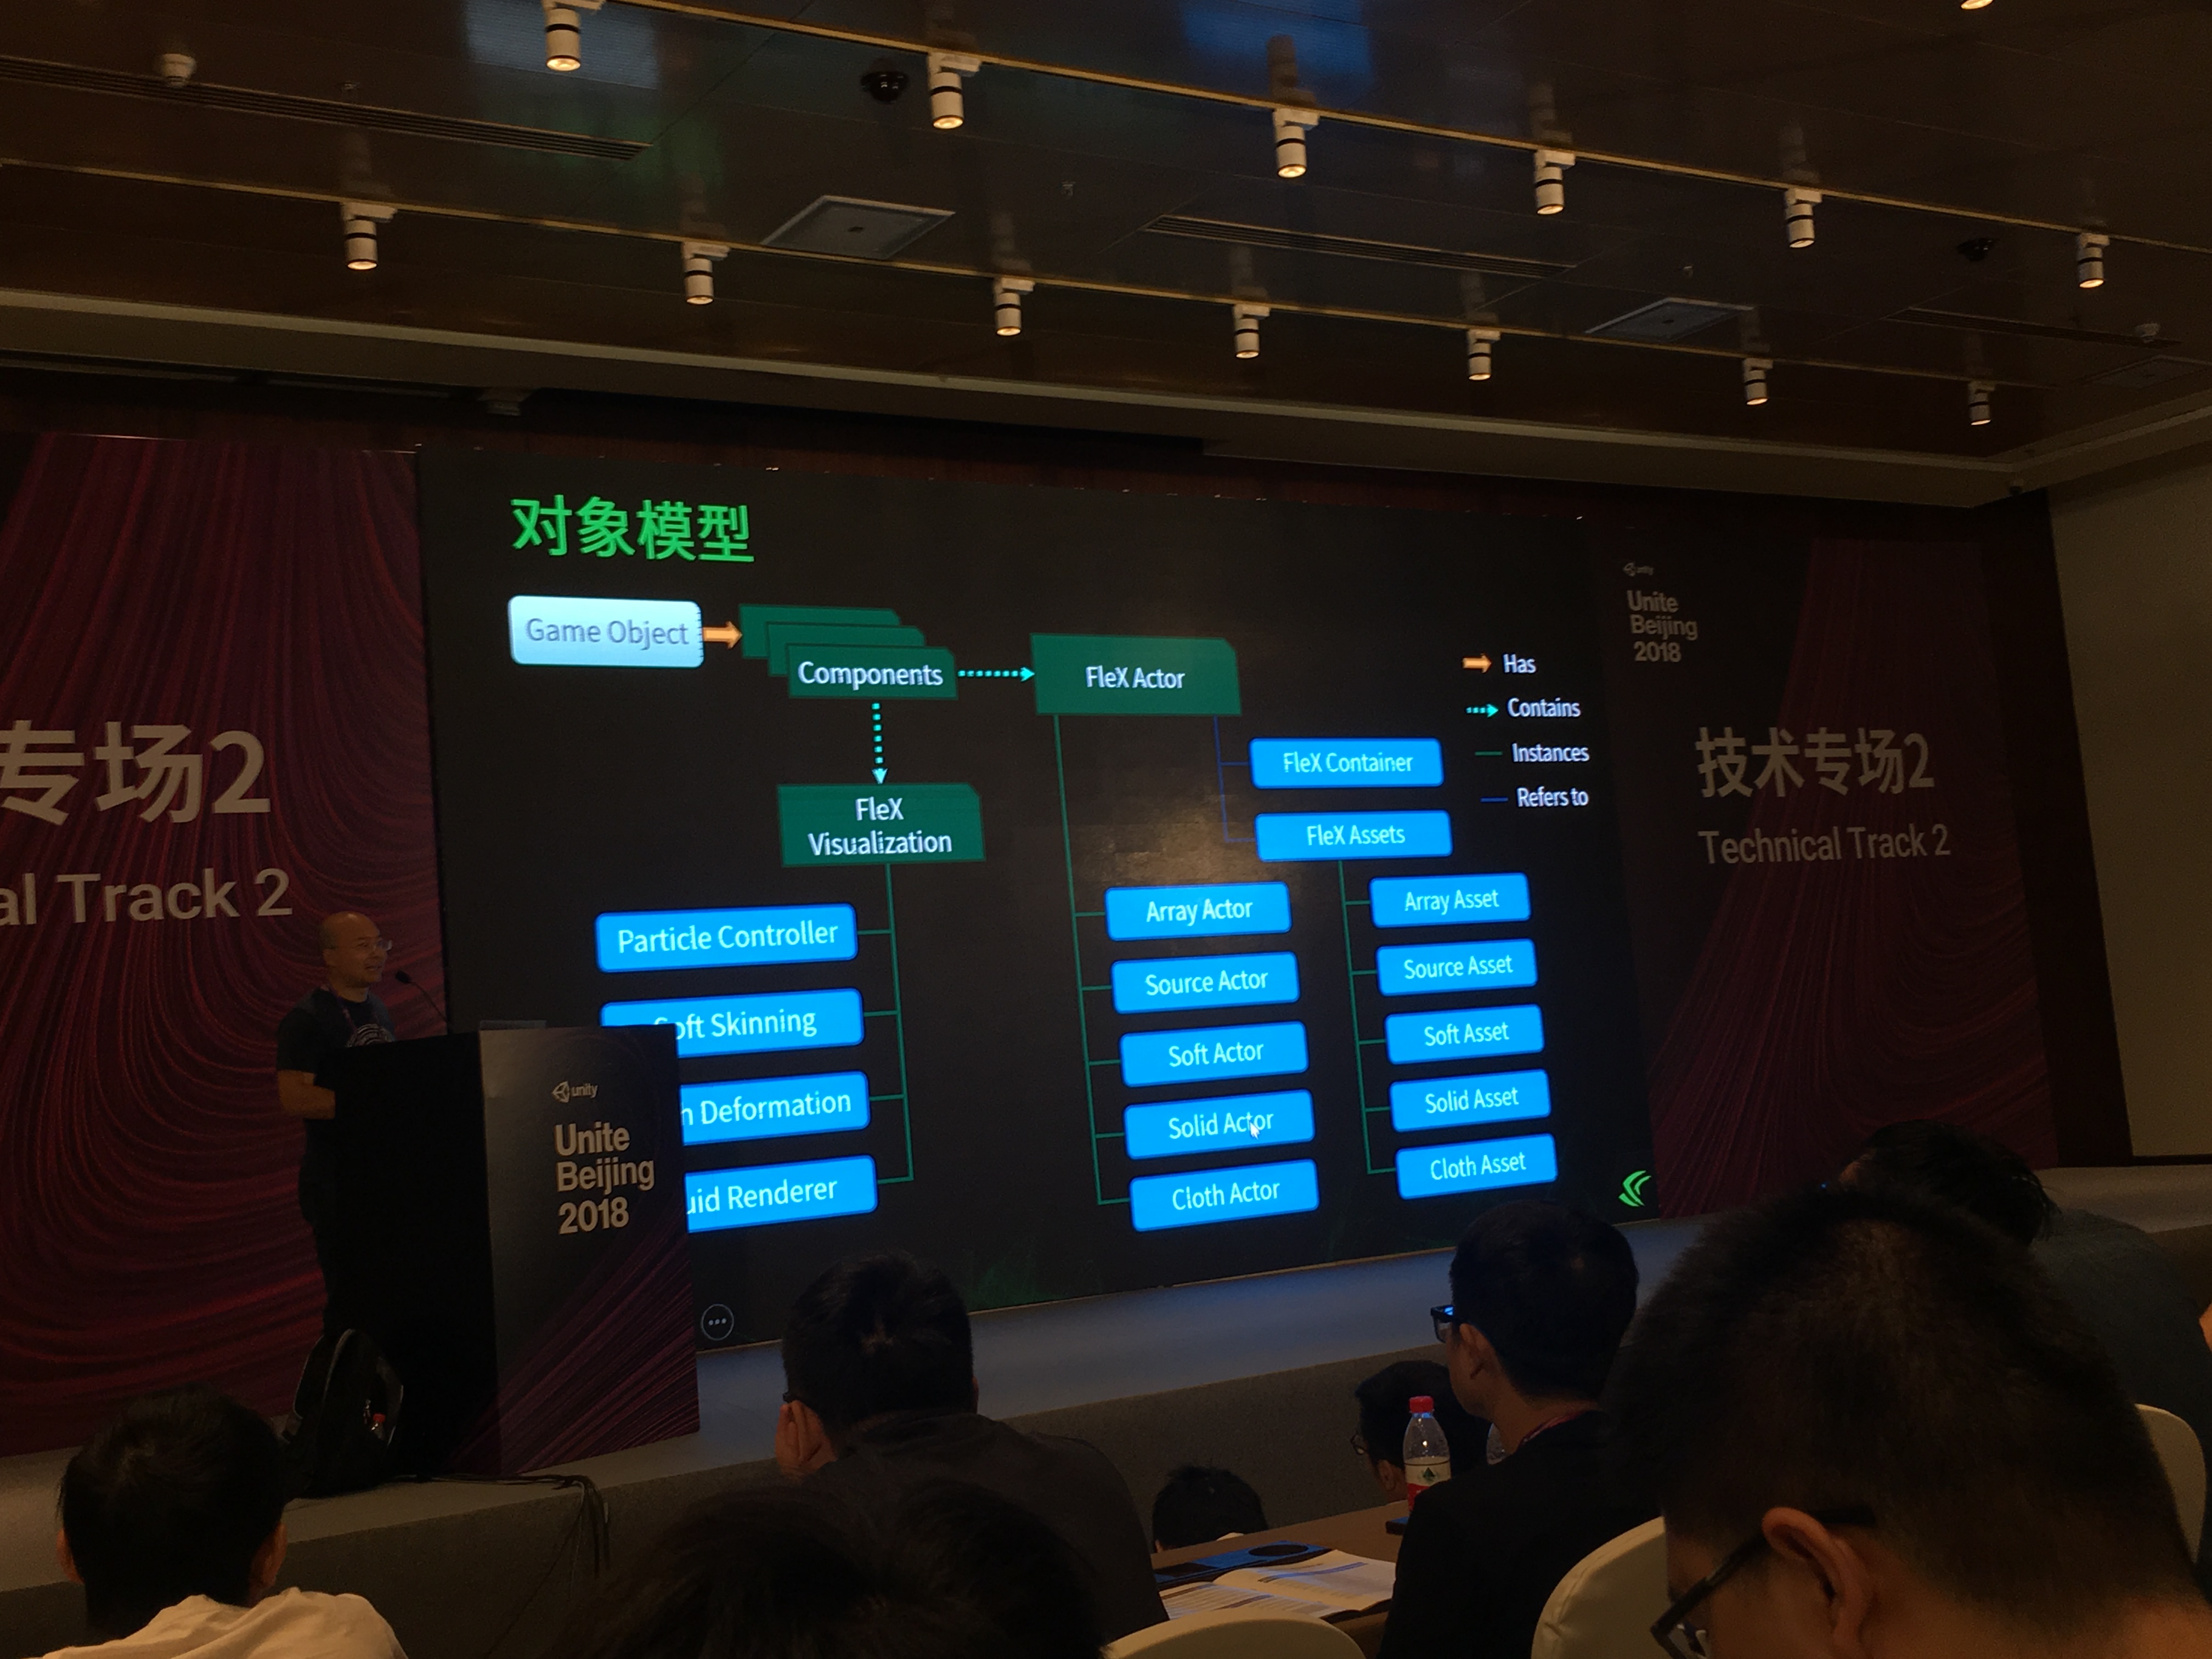 对象模型
Game Object
Components
FleX Actor
Has
Contains
Instances
Refers to
FleX Container
FleX Assets
FleX
Visualization
Particle Controller
oft Skinning
n Deformation
uid Renderer
Array Actor
Source Actor
Soft Actor
Solid Actor
Cloth Actor
Array Asset
Source Asset
Soft Asset
Solid Asset
Cloth Asset
专场2
al Track 2
unity
Unite
Beijing
2018
技术专场2
Technical Track 2
unity
Unite
Beijing
2018